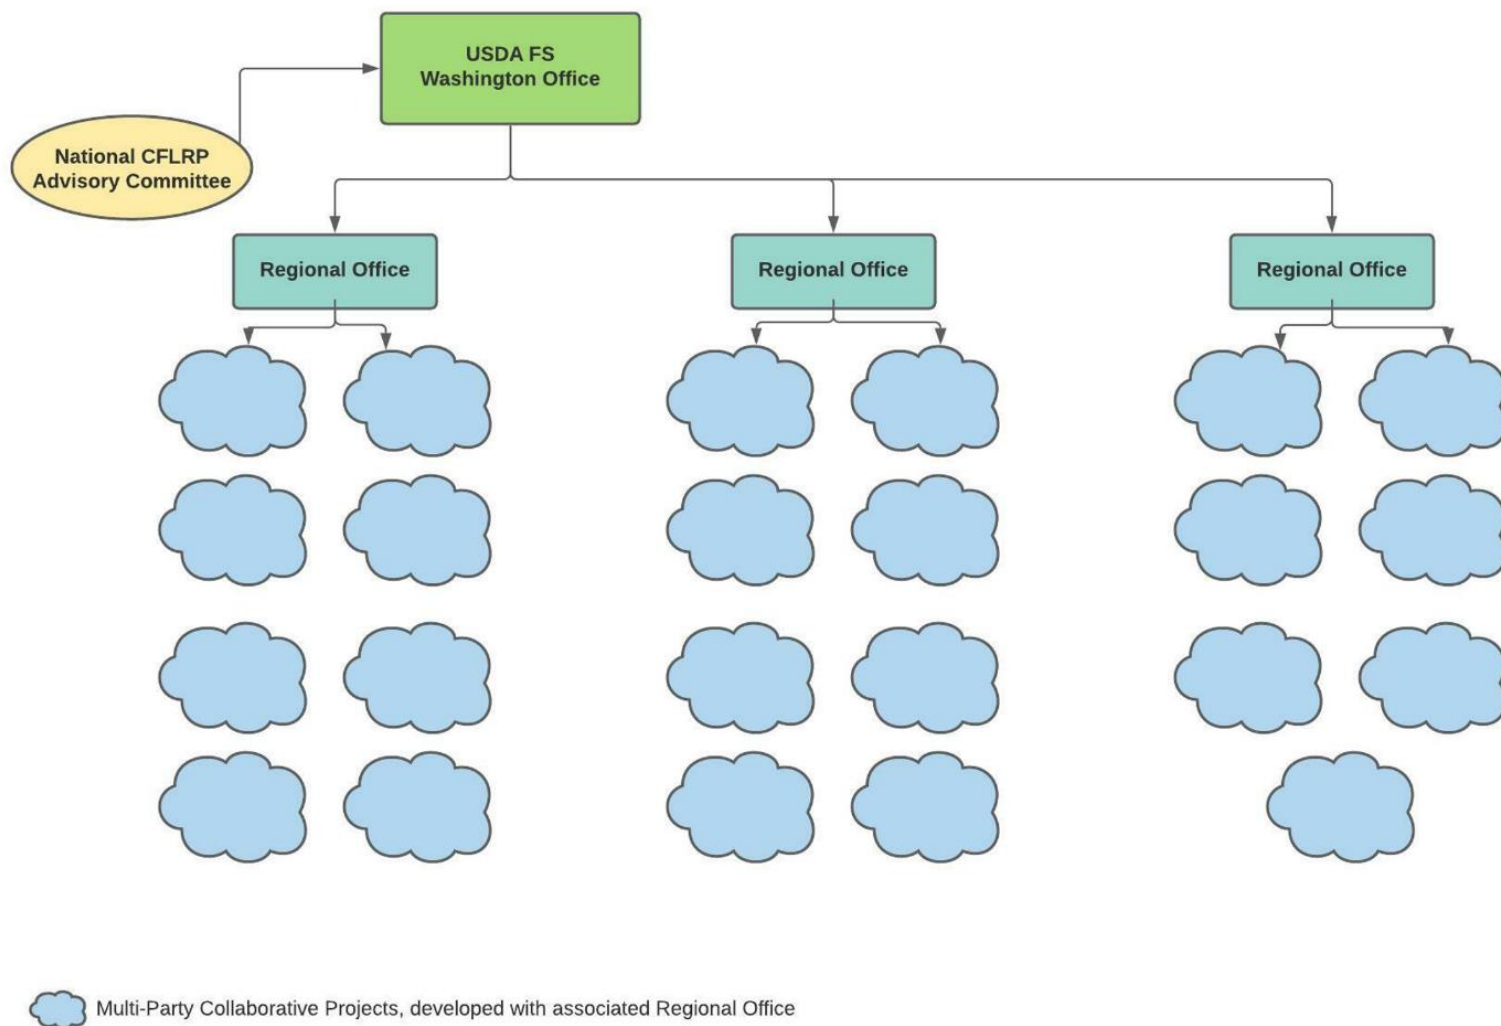 USDA FS
Washington Office
National CFLRP
Advisory Committee
Regional Office
Regional Office
Regional Office
Multi-Party Collaborative Projects, developed with associated Regional Office